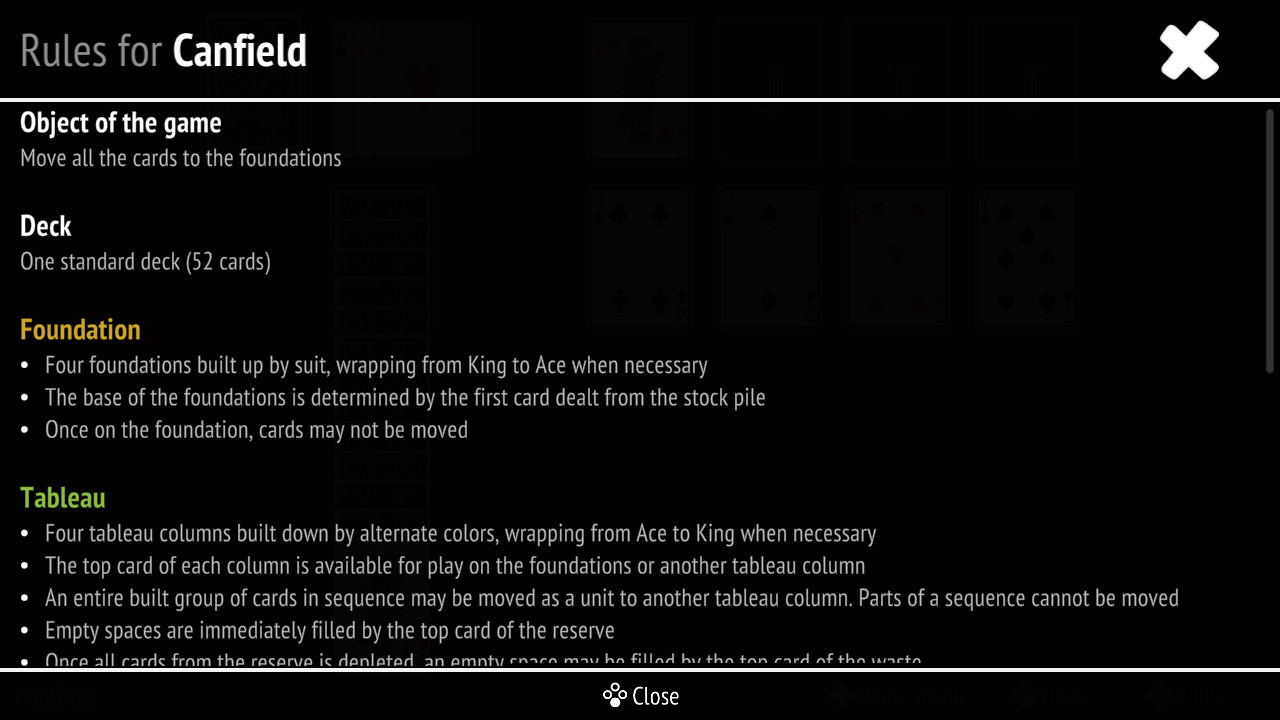 Rules for Canfield
Object of the game
Move all the cards to the foundations
Deck
One standard deck (52 cards)
Foundation
• Four foundations built up by suit, wrapping from King to Ace when necessary
• The base of the foundations is determined by the first card dealt from the stock pile
• Once on the foundation, cards may not be moved
Tableau
• Four tableau columns built down by alternate colors, wrapping from Ace to King when necessary
• The top card of each column is available for play on the foundations or another tableau column
• An entire built group of cards in sequence may be moved as a unit to another tableau column. Parts of a sequence cannot be moved
• Empty spaces are immediately filled by the top card of the reserve
• Once all cards from the reserve is depleted, an empty space may be filled by the top card of the waste
Canfield
Close